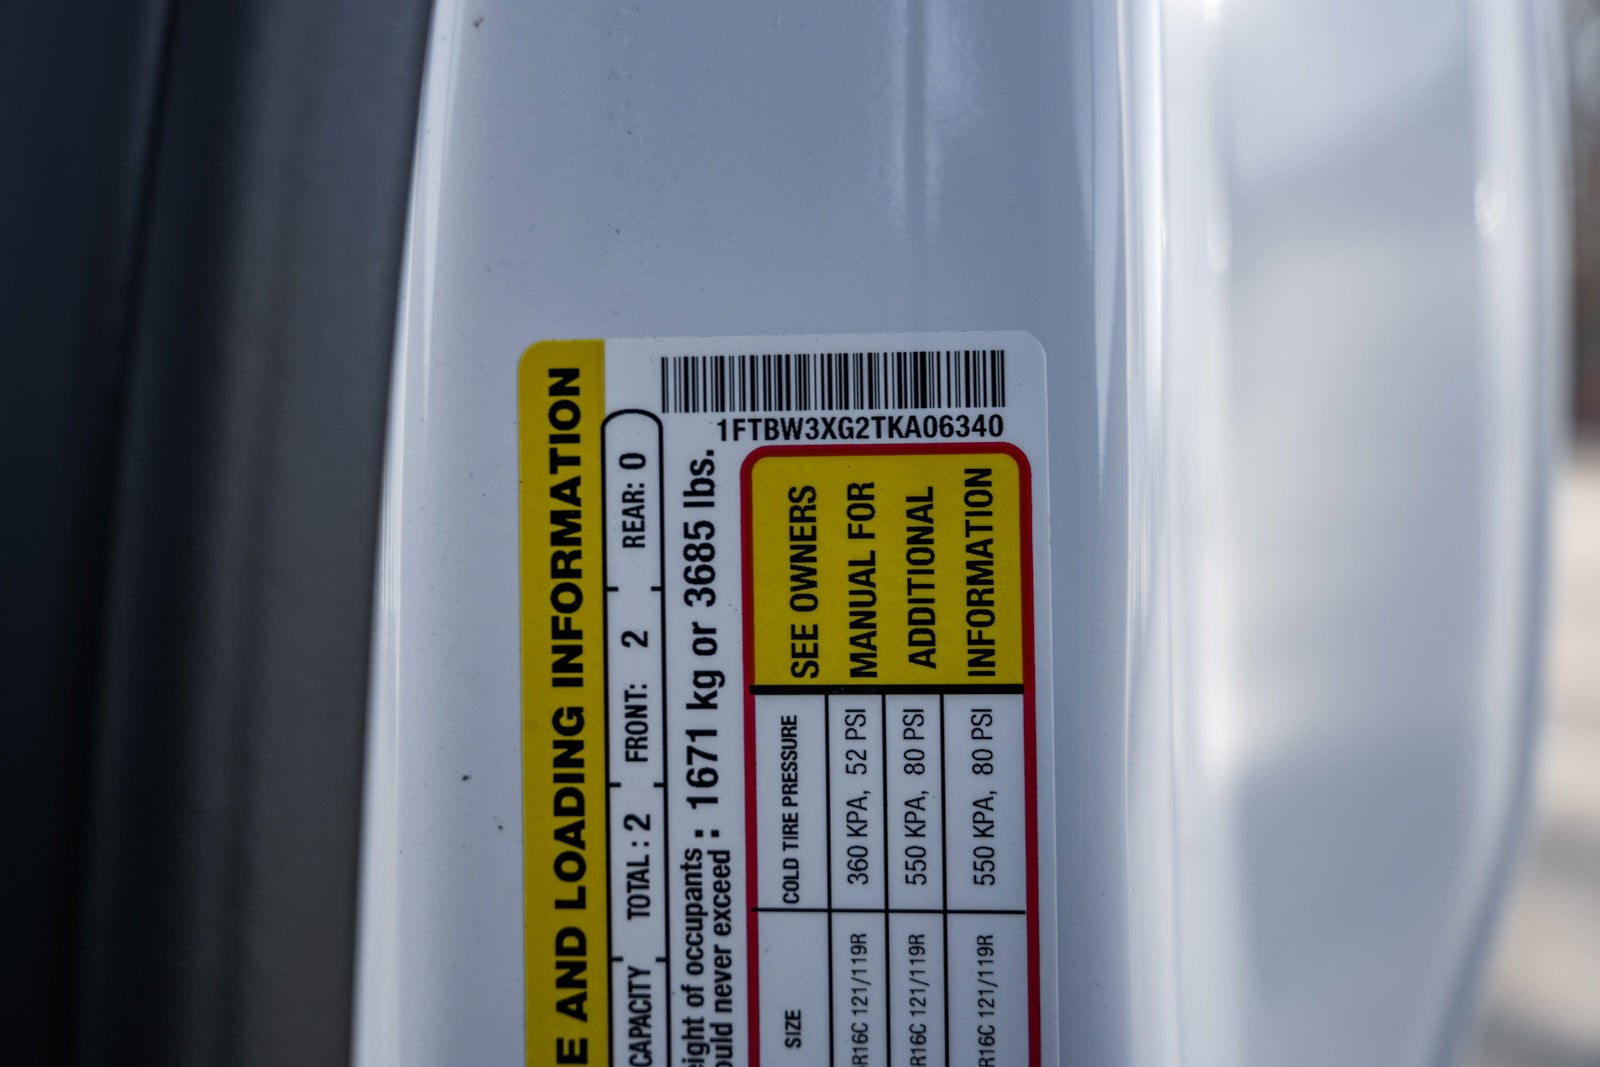 1FTBW3XG2TKA06340
E AND LOADING INFORMATION
CAPACITY TOTAL : 2 FRONT: 2 REAR: 0
eight of occupants
ould never exceed : 1671 kg or 3685 lbs.
SIZE COLD TIRE PRESSURE
R16C 121/119R 360 KPA, 52 PSI
R16C 121/119R 550 KPA, 80 PSI
R16C 121/119R 550 KPA, 80 PSI
SEE OWNERS
MANUAL FOR
ADDITIONAL
INFORMATION